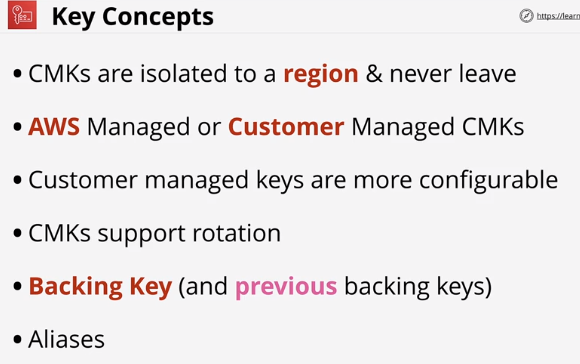 Key Concepts
https://learn
• CMKs are isolated to a region & never leave
• AWS Managed or Customer Managed CMKs
• Customer managed keys are more configurable
• CMKs support rotation
• Backing Key (and previous backing keys)
• Aliases